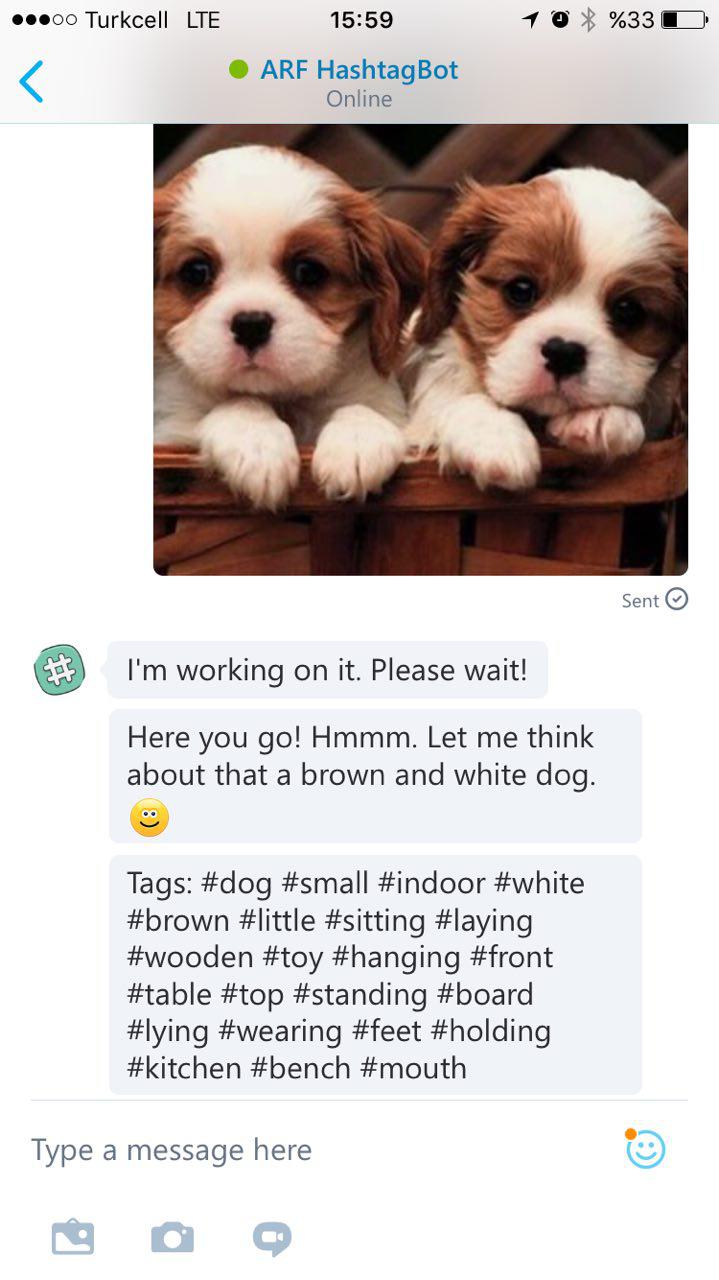 Turkcell LTE 15:59 %33
ARF HashtagBot
Online
Sent
#
I'm working on it. Please wait!
Here you go! Hmmm. Let me think
about that a brown and white dog.
Tags: #dog #small #indoor #white
#brown #little #sitting #laying
#wooden #toy #hanging #front
#table #top #standing #board
#lying #wearing #feet #holding
#kitchen #bench #mouth
Type a message here